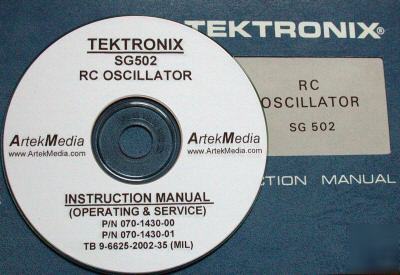 TEKTRONIX
SG502
RC OSCILLATOR
ArtekMedia
www.ArtekMedia.com
ArtekMedia
www.ArtekMedia.com
INSTRUCTION MANUAL
(OPERATING & SERVICE)
P/N 070-1430-00
P/N 070-1430-01
TB 9-6625-2002-35 (MIL)
TEKTRONIX®
RC
OSCILLATOR
SG 502
CTION MANUAL